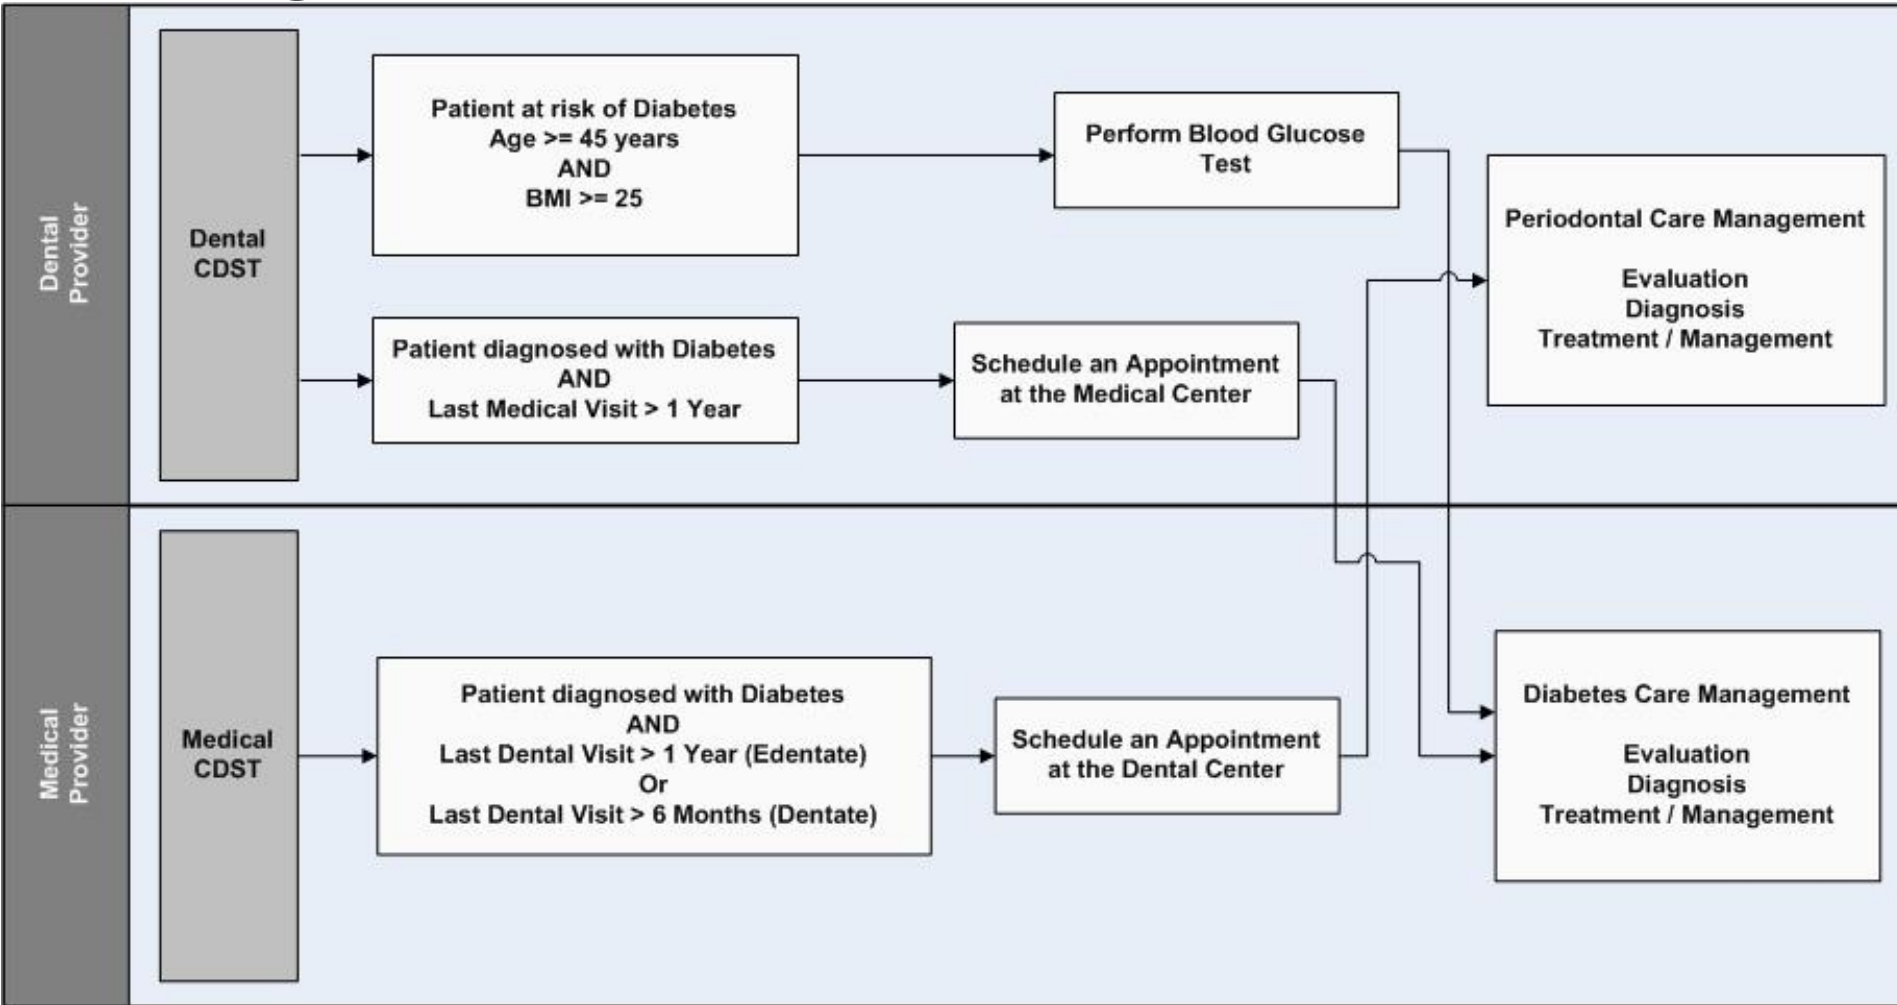 Dental
Provider
Dental
CDST
Patient at risk of Diabetes
Age >= 45 years
AND
BMI >= 25
Perform Blood Glucose
Test
Periodontal Care Management
Evaluation
Diagnosis
Treatment / Management
Patient diagnosed with Diabetes
AND
Last Medical Visit > 1 Year
Schedule an Appointment
at the Medical Center
Medical
Provider
Medical
CDST
Patient diagnosed with Diabetes
AND
Last Dental Visit > 1 Year (Edentate)
Or
Last Dental Visit > 6 Months (Dentate)
Schedule an Appointment
at the Dental Center
Diabetes Care Management
Evaluation
Diagnosis
Treatment / Management